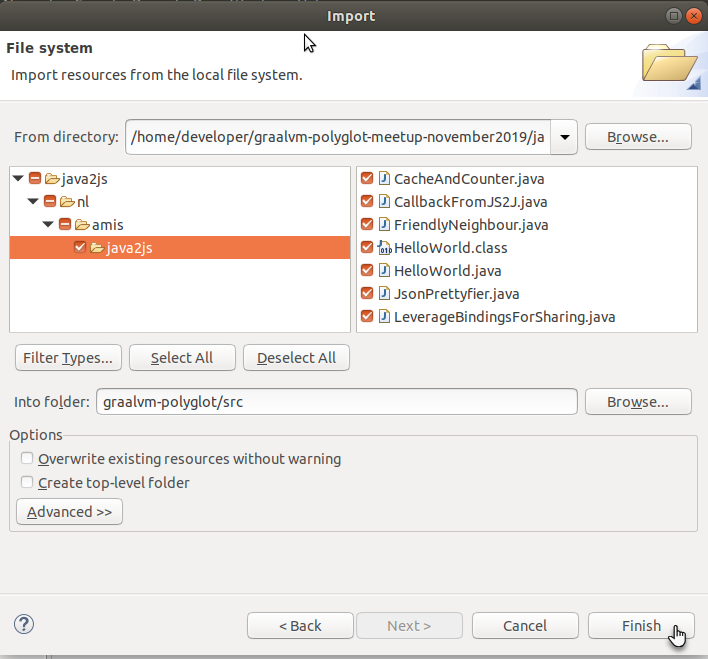 Import
File system
Import resources from the local file system.
From directory: /home/developer/graalvm-polyglot-meetup-november2019/ja Browse...
java2js
nl
amis
java2js
CacheAndCounter.java
CallbackFromJS2J.java
FriendlyNeighbour.java
HelloWorld.class
HelloWorld.java
JsonPrettyfier.java
LeverageBindingsForSharing.java
Filter Types... Select All Deselect All
Into folder: graalvm-polyglot/src Browse...
Options
Overwrite existing resources without warning
Create top-level folder
Advanced >>
? < Back Next > Cancel Finish